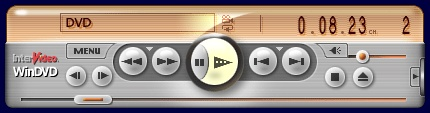 DVD
0.08.23 CH 2
MENU
InterVideo
WinDVD